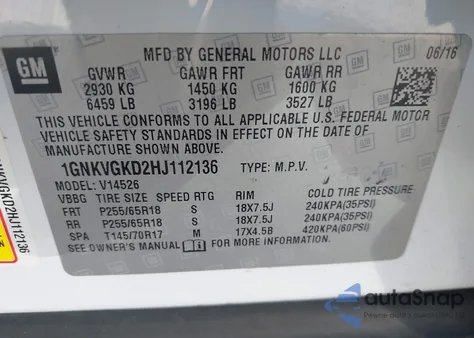 GM
MFD BY GENERAL MOTORS LLC 06/16
GVWR GAWR FRT GAWR RR
2930 KG 1450 KG 1600 KG
6459 LB 3196 LB 3527 LB
THIS VEHICLE CONFORMS TO ALL APPLICABLE U.S. FEDERAL MOTOR
VEHICLE SAFETY STANDARDS IN EFFECT ON THE DATE OF
MANUFACTURE SHOWN ABOVE.
1GNKVGKD2HJ112136 TYPE: M.P.V.
MODEL: V14526
VBBG TIRE SIZE SPEED RTG RIM COLD TIRE PRESSURE
FRT P255/65R18 S 18X7.5J 240KPA(35PSI)
RR P255/65R18 S 18X7.5J 240KPA(35PSI)
SP T145/70R17 M 17X4.5B 420KPA(60PSI)
SEE OWNER'S MANUAL FOR ADDITIONAL INFORMATION
GM
VGKD2HJ112136
autoSnap